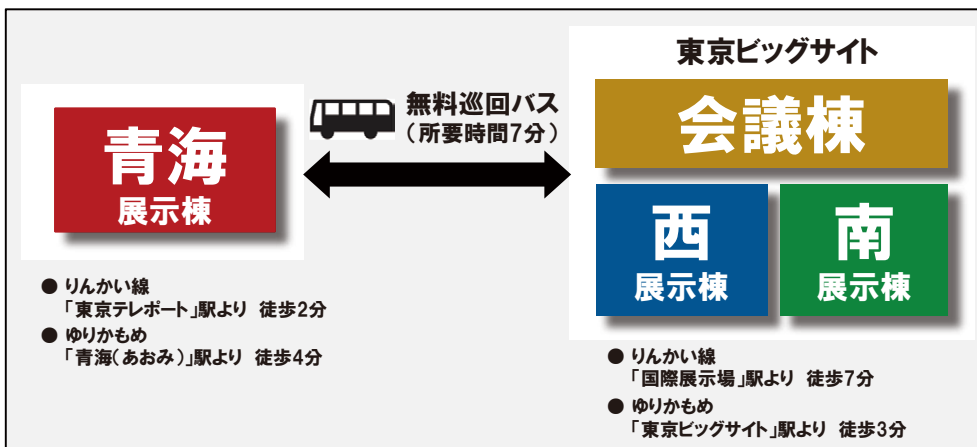 青海
展示棟
● りんかい線
「東京テレポート」駅より 徒歩2分
● ゆりかもめ
「青海(あおみ)」駅より 徒歩4分
無料巡回バス
(所要時間7分)
東京ビッグサイト
会議棟
西
展示棟
南
展示棟
● りんかい線
「国際展示場」駅より 徒歩7分
● ゆりかもめ
「東京ビッグサイト」駅より 徒歩3分